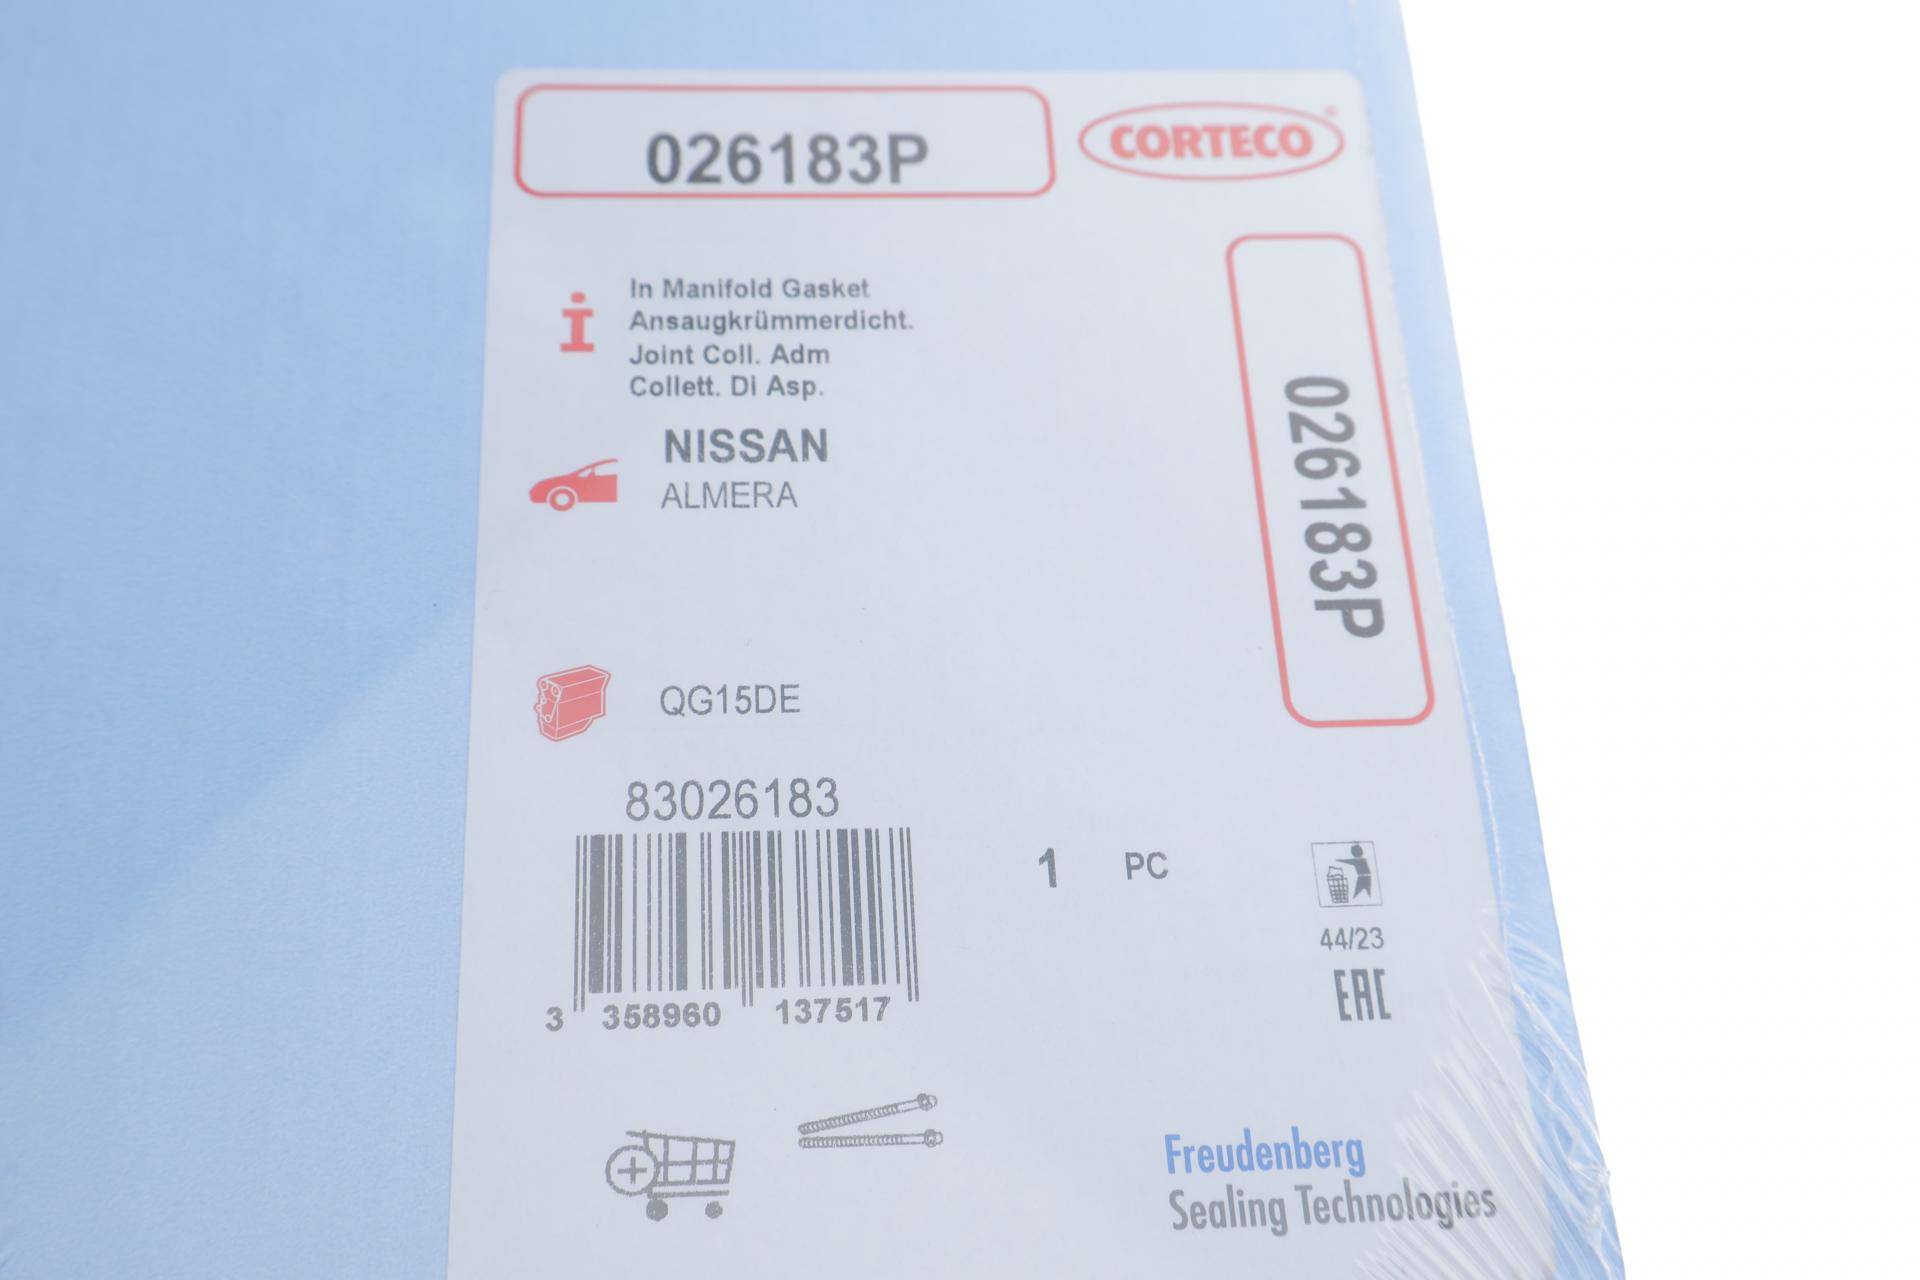 026183P
CORTECO®
In Manifold Gasket
Ansaugkrümmerdicht.
Joint Coll. Adm
Collett. Di Asp.
NISSAN
ALMERA
026183P
QG15DE
83026183
1 PC
3 358960 137517
44/23
EAC
Freudenberg
Sealing Technologies